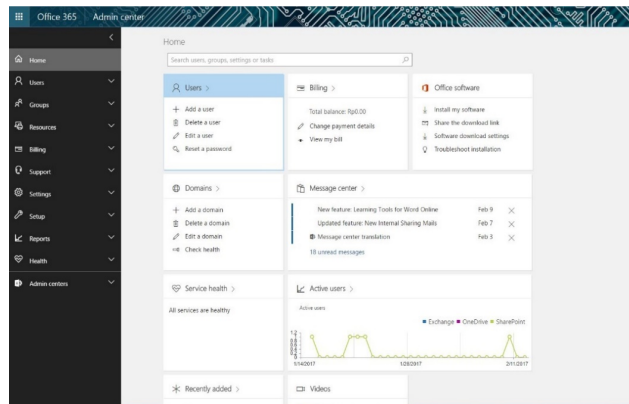 Office 365
Admin center
Home
Users
Groups
Resources
Billing
Support
Settings
Setup
Reports
Health
Admin centers
Home
Search users, groups, settings or tasks
Users >
Add a user
Delete a user
Edit a user
Reset a password
Billing >
Total balance: Rp0.00
Change payment details
View my bill
Office software
Install my software
Share the download link
Software download settings
Troubleshoot installation
Domains >
Add a domain
Delete a domain
Edit a domain
Check health
Message center >
New feature: Learning Tools for Word Online Feb 9
Updated feature: New Internal Sharing Mails Feb 7
Message center translation Feb 3
18 unread messages
Service health >
All services are healthy
Active users >
Active users
Exchange OneDrive SharePoint
1/14/2017 1/28/2017 2/11/2017
Recently added >
Videos